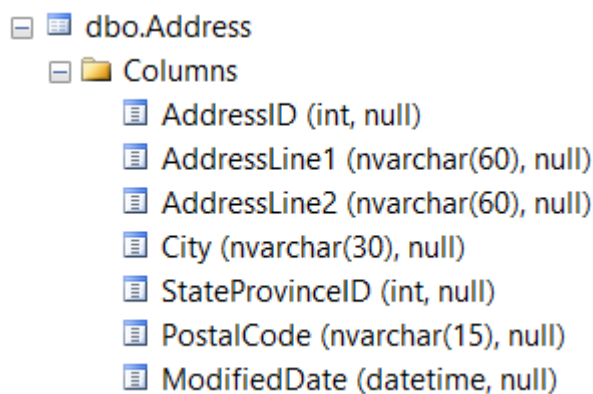 dbo.Address
Columns
AddressID (int, null)
AddressLine1 (nvarchar(60), null)
AddressLine2 (nvarchar(60), null)
City (nvarchar(30), null)
StateProvinceID (int, null)
PostalCode (nvarchar(15), null)
ModifiedDate (datetime, null)